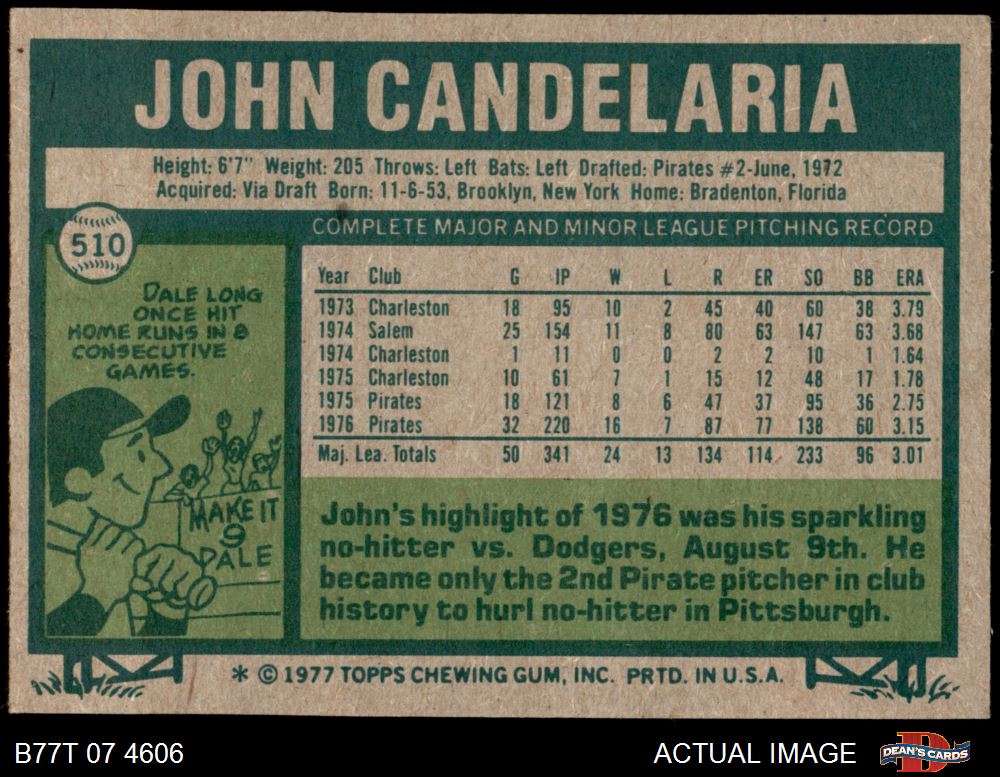 JOHN CANDELARIA
Height: 6'7" Weight: 205 Throws: Left Bats: Left Drafted: Pirates #2-June, 1972
Acquired: Via Draft Born: 11-6-53, Brooklyn, New York Home: Bradenton, Florida
510
COMPLETE MAJOR AND MINOR LEAGUE PITCHING RECORD
DALE LONG
ONCE HIT
HOME RUNS IN 8
CONSECUTIVE
GAMES.
MAKE IT
9
DALE
Year Club G IP W L R ER SO BB ERA
1973 Charleston 18 95 10 2 45 40 60 38 3.79
1974 Salem 25 154 11 8 80 63 147 63 3.68
1974 Charleston 1 11 0 0 2 2 10 1 1.64
1975 Charleston 10 61 7 1 15 12 48 17 1.78
1975 Pirates 18 121 8 6 47 37 95 36 2.75
1976 Pirates 32 220 16 7 87 77 138 60 3.15
Maj. Lea. Totals 50 341 24 13 134 114 233 96 3.01
John's highlight of 1976 was his sparkling
no-hitter vs. Dodgers, August 9th. He
became only the 2nd Pirate pitcher in club
history to hurl no-hitter in Pittsburgh.
* © 1977 TOPPS CHEWING GUM, INC. PRTD. IN U.S.A.
B77T 07 4606
ACTUAL IMAGE
DEAN'S CARDS